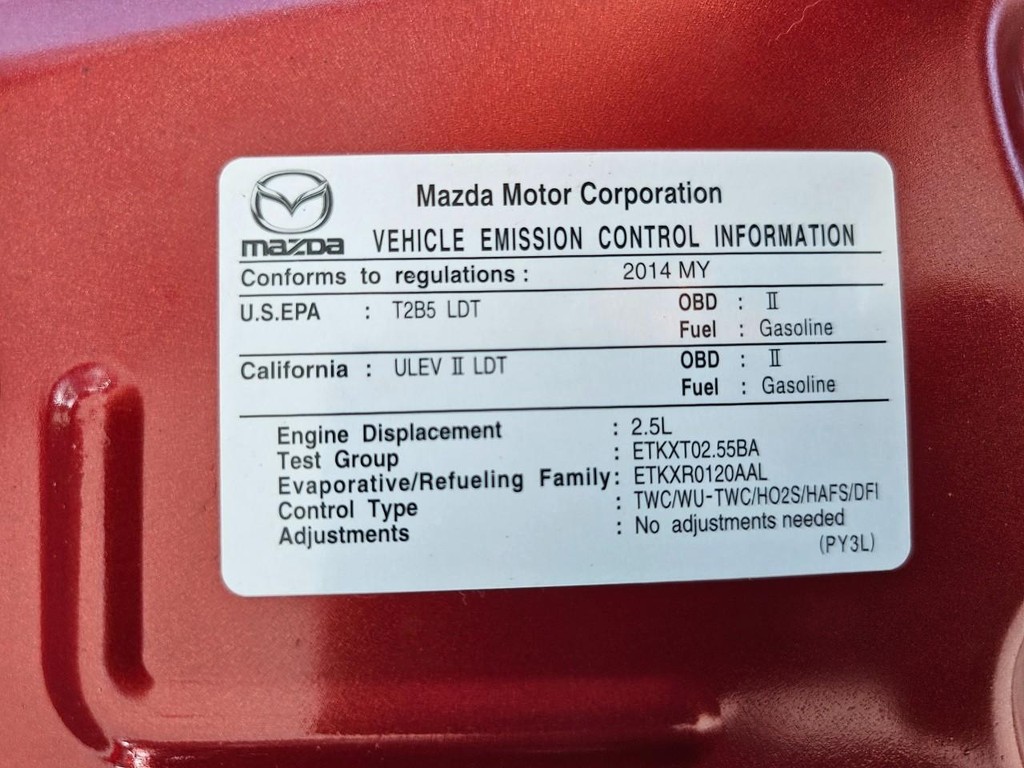 Mazda Motor Corporation
mazda VEHICLE EMISSION CONTROL INFORMATION
Conforms to regulations : 2014 MY
U.S.EPA : T2B5 LDT OBD : II
Fuel : Gasoline
California : ULEV II LDT OBD : II
Fuel : Gasoline
Engine Displacement : 2.5L
Test Group : ETKXT02.55BA
Evaporative/Refueling Family : ETKXR0120AAL
Control Type : TWC/WU-TWC/HO2S/HAFS/DFI
Adjustments : No adjustments needed
(PY3L)